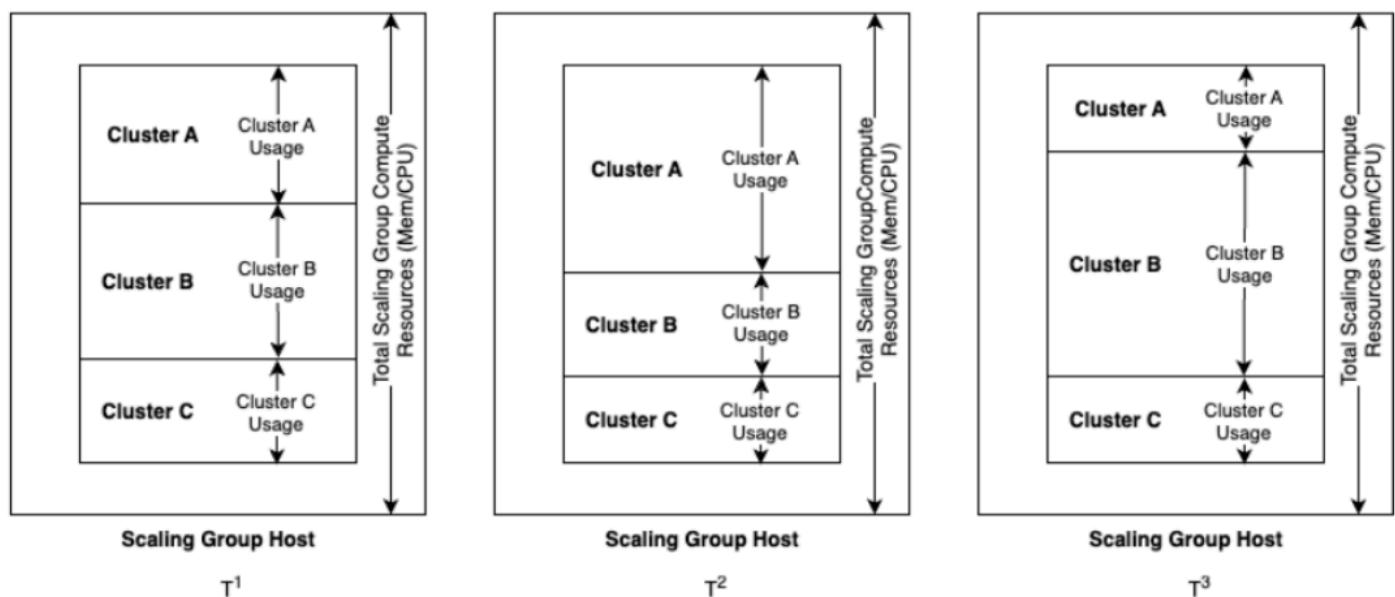 Cluster A
Cluster A
Usage
Cluster B
Cluster B
Usage
Cluster C
Cluster C
Usage
Total Scaling Group Compute
Resources (Mem/CPU)
Scaling Group Host
T¹
Cluster A
Cluster A
Usage
Cluster B
Cluster B
Usage
Cluster C
Cluster C
Usage
Total Scaling GroupCompute
Resources (Mem/CPU)
Scaling Group Host
T²
Cluster A
Cluster A
Usage
Cluster B
Cluster B
Usage
Cluster C
Cluster C
Usage
Total Scaling Group Compute
Resources (Mem/CPU)
Scaling Group Host
T³